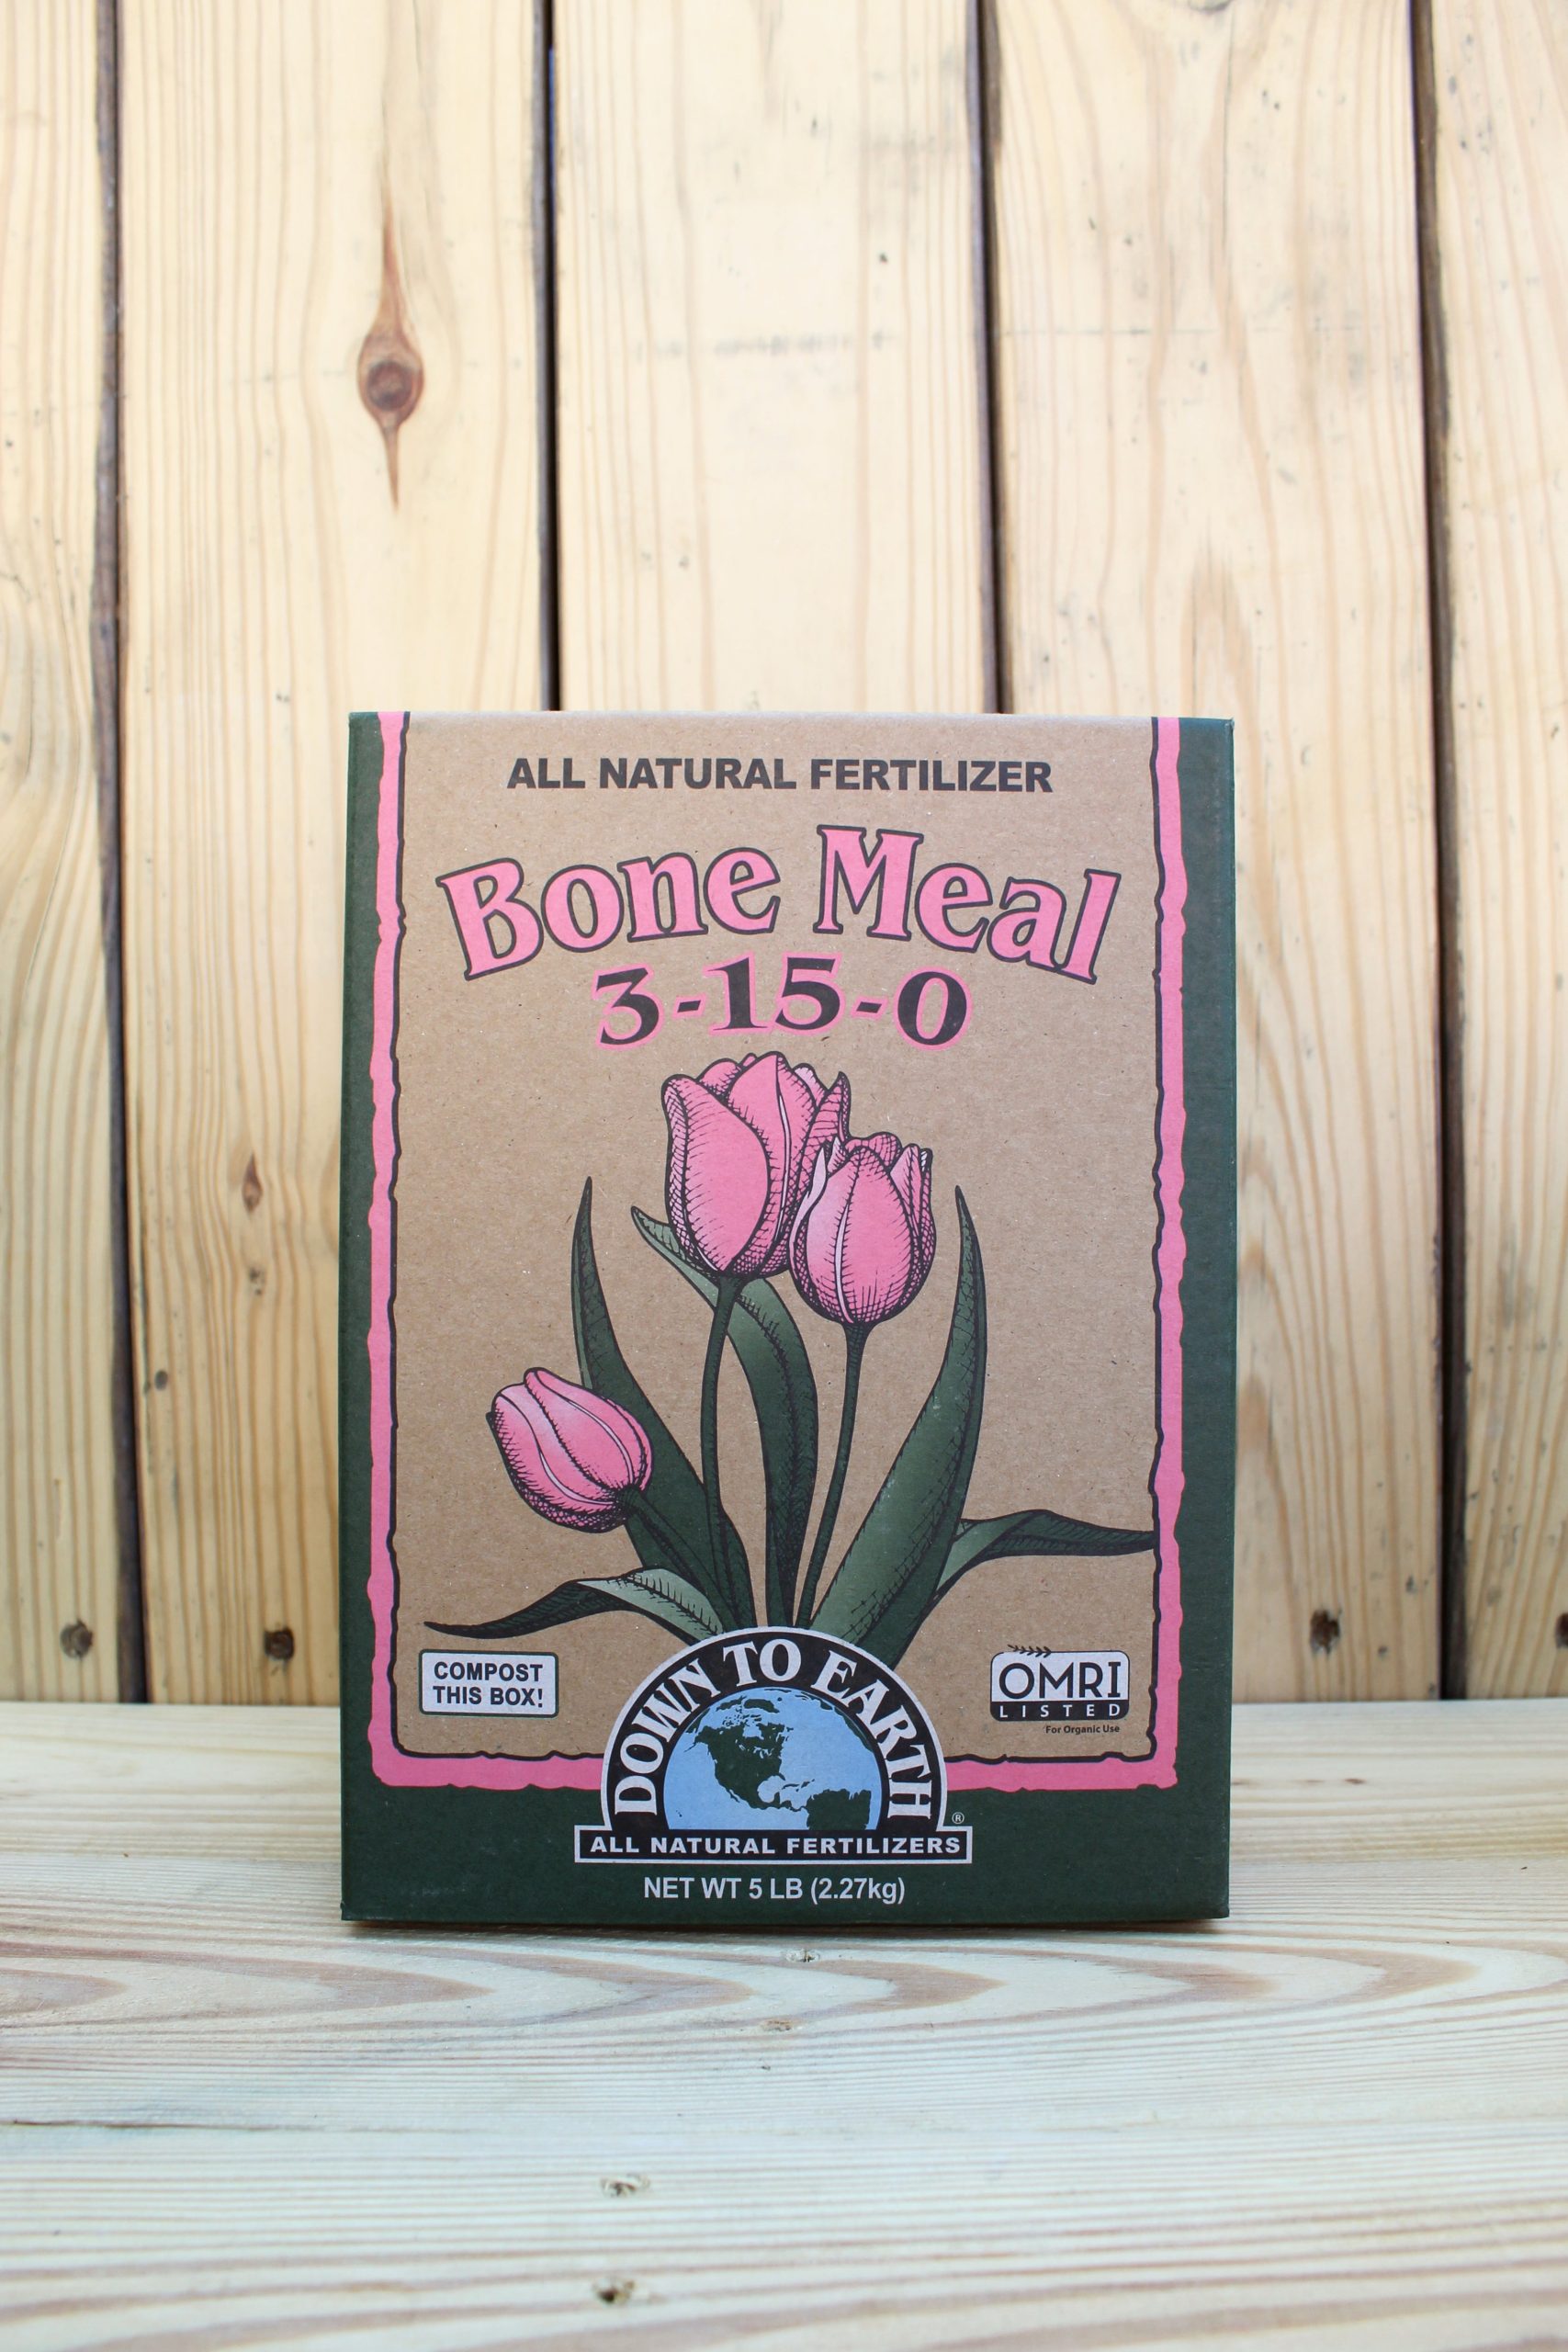 ALL NATURAL FERTILIZER
Bone Meal
3-15-0
COMPOST
THIS BOX!
OMRI
LISTED
For Organic Use
DOWN TO EARTH
®
ALL NATURAL FERTILIZERS
NET WT 5 LB (2.27kg)